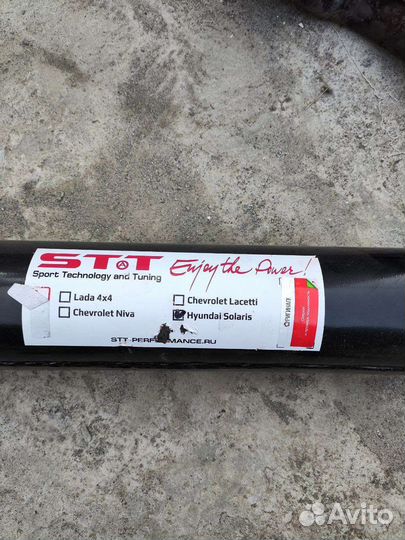 STT Enjoy the Power!
Sport Technology and Tuning
Lada 4x4 Chevrolet Lacetti
Chevrolet Niva Hyundai Solaris
STT-PERF MANCE.RU
ОРИГИНАЛ
Avito